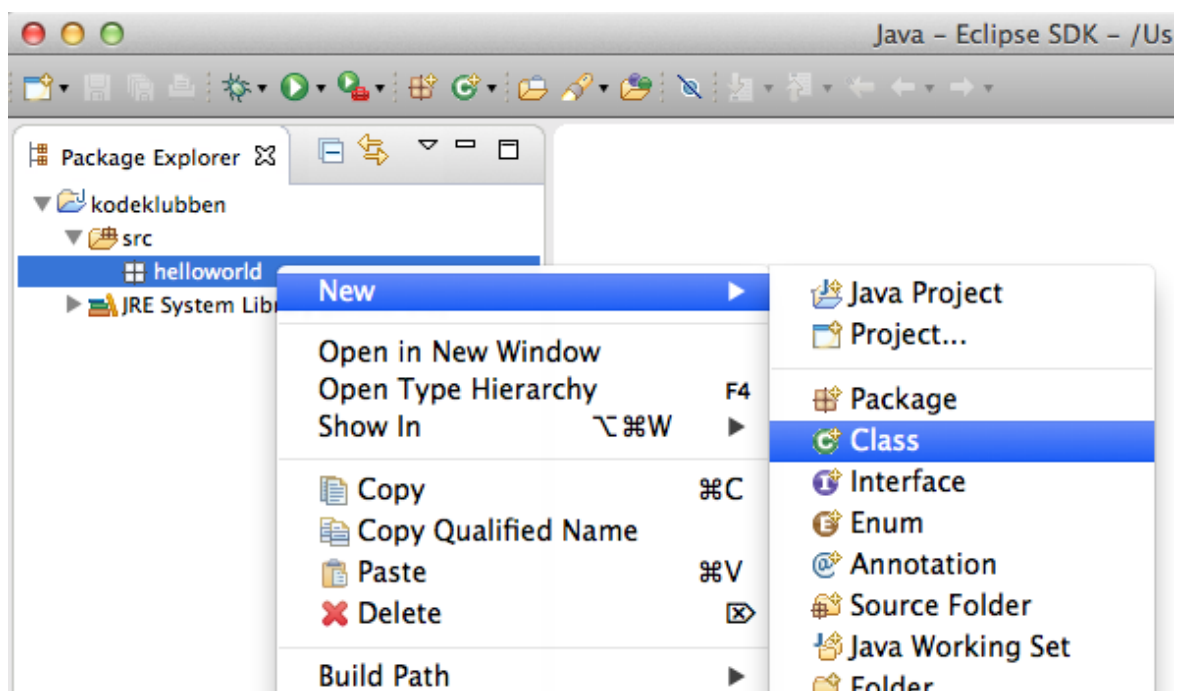 Java – Eclipse SDK – /Us
Package Explorer
kodeklubben
src
helloworld
JRE System Lib
New
Open in New Window
Open Type Hierarchy F4
Show In ⌥⌘W
Copy ⌘C
Copy Qualified Name
Paste ⌘V
Delete ⌦
Build Path
Java Project
Project...
Package
Class
Interface
Enum
Annotation
Source Folder
Java Working Set
Folder